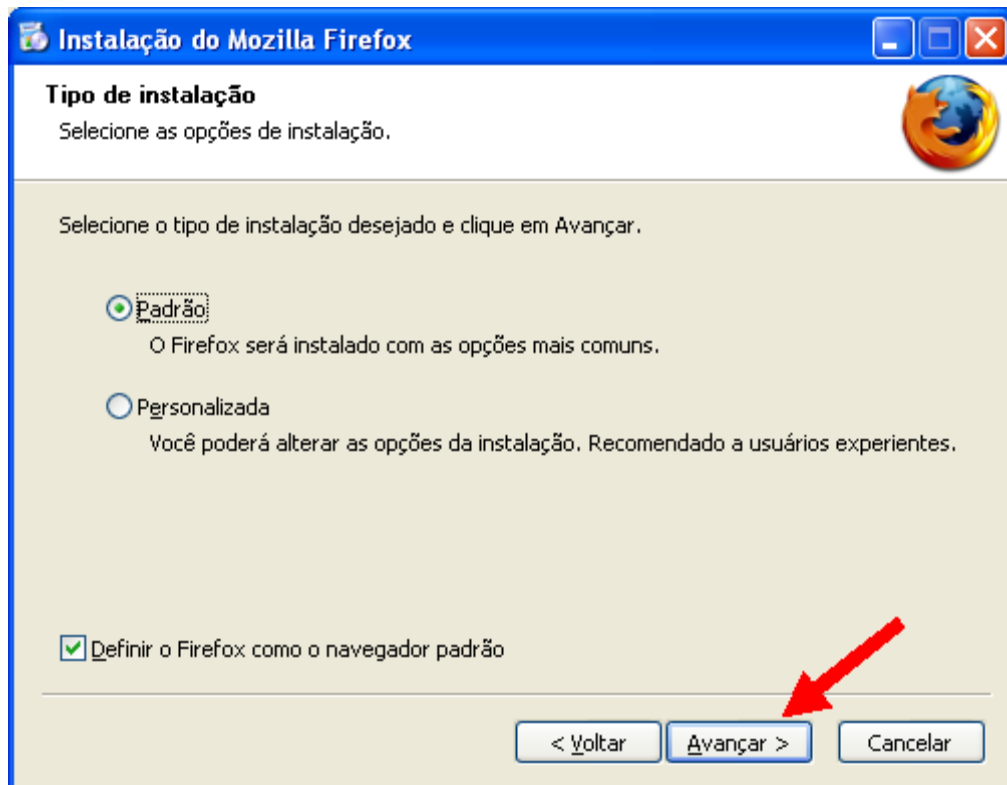 Instalação do Mozilla Firefox
Tipo de instalação
Selecione as opções de instalação.
Selecione o tipo de instalação desejado e clique em Avançar.
Padrão
O Firefox será instalado com as opções mais comuns.
Personalizada
Você poderá alterar as opções da instalação. Recomendado a usuários experientes.
Definir o Firefox como o navegador padrão
< Voltar Avançar > Cancelar